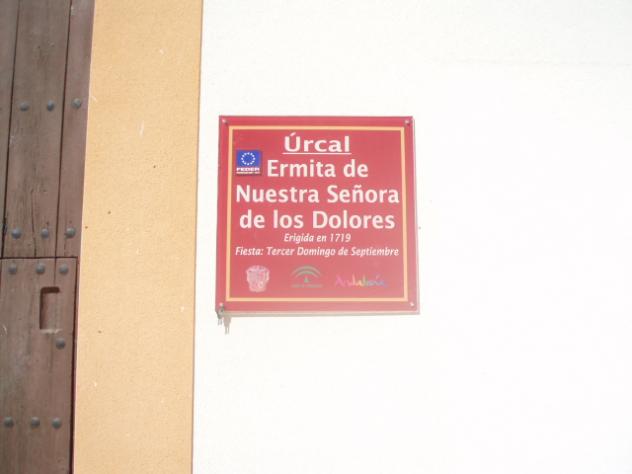 Úrcal
FEDER
Ermita de
Nuestra Señora
de los Dolores
Erigida en 1719
Fiesta: Tercer Domingo de Septiembre
Andalucía